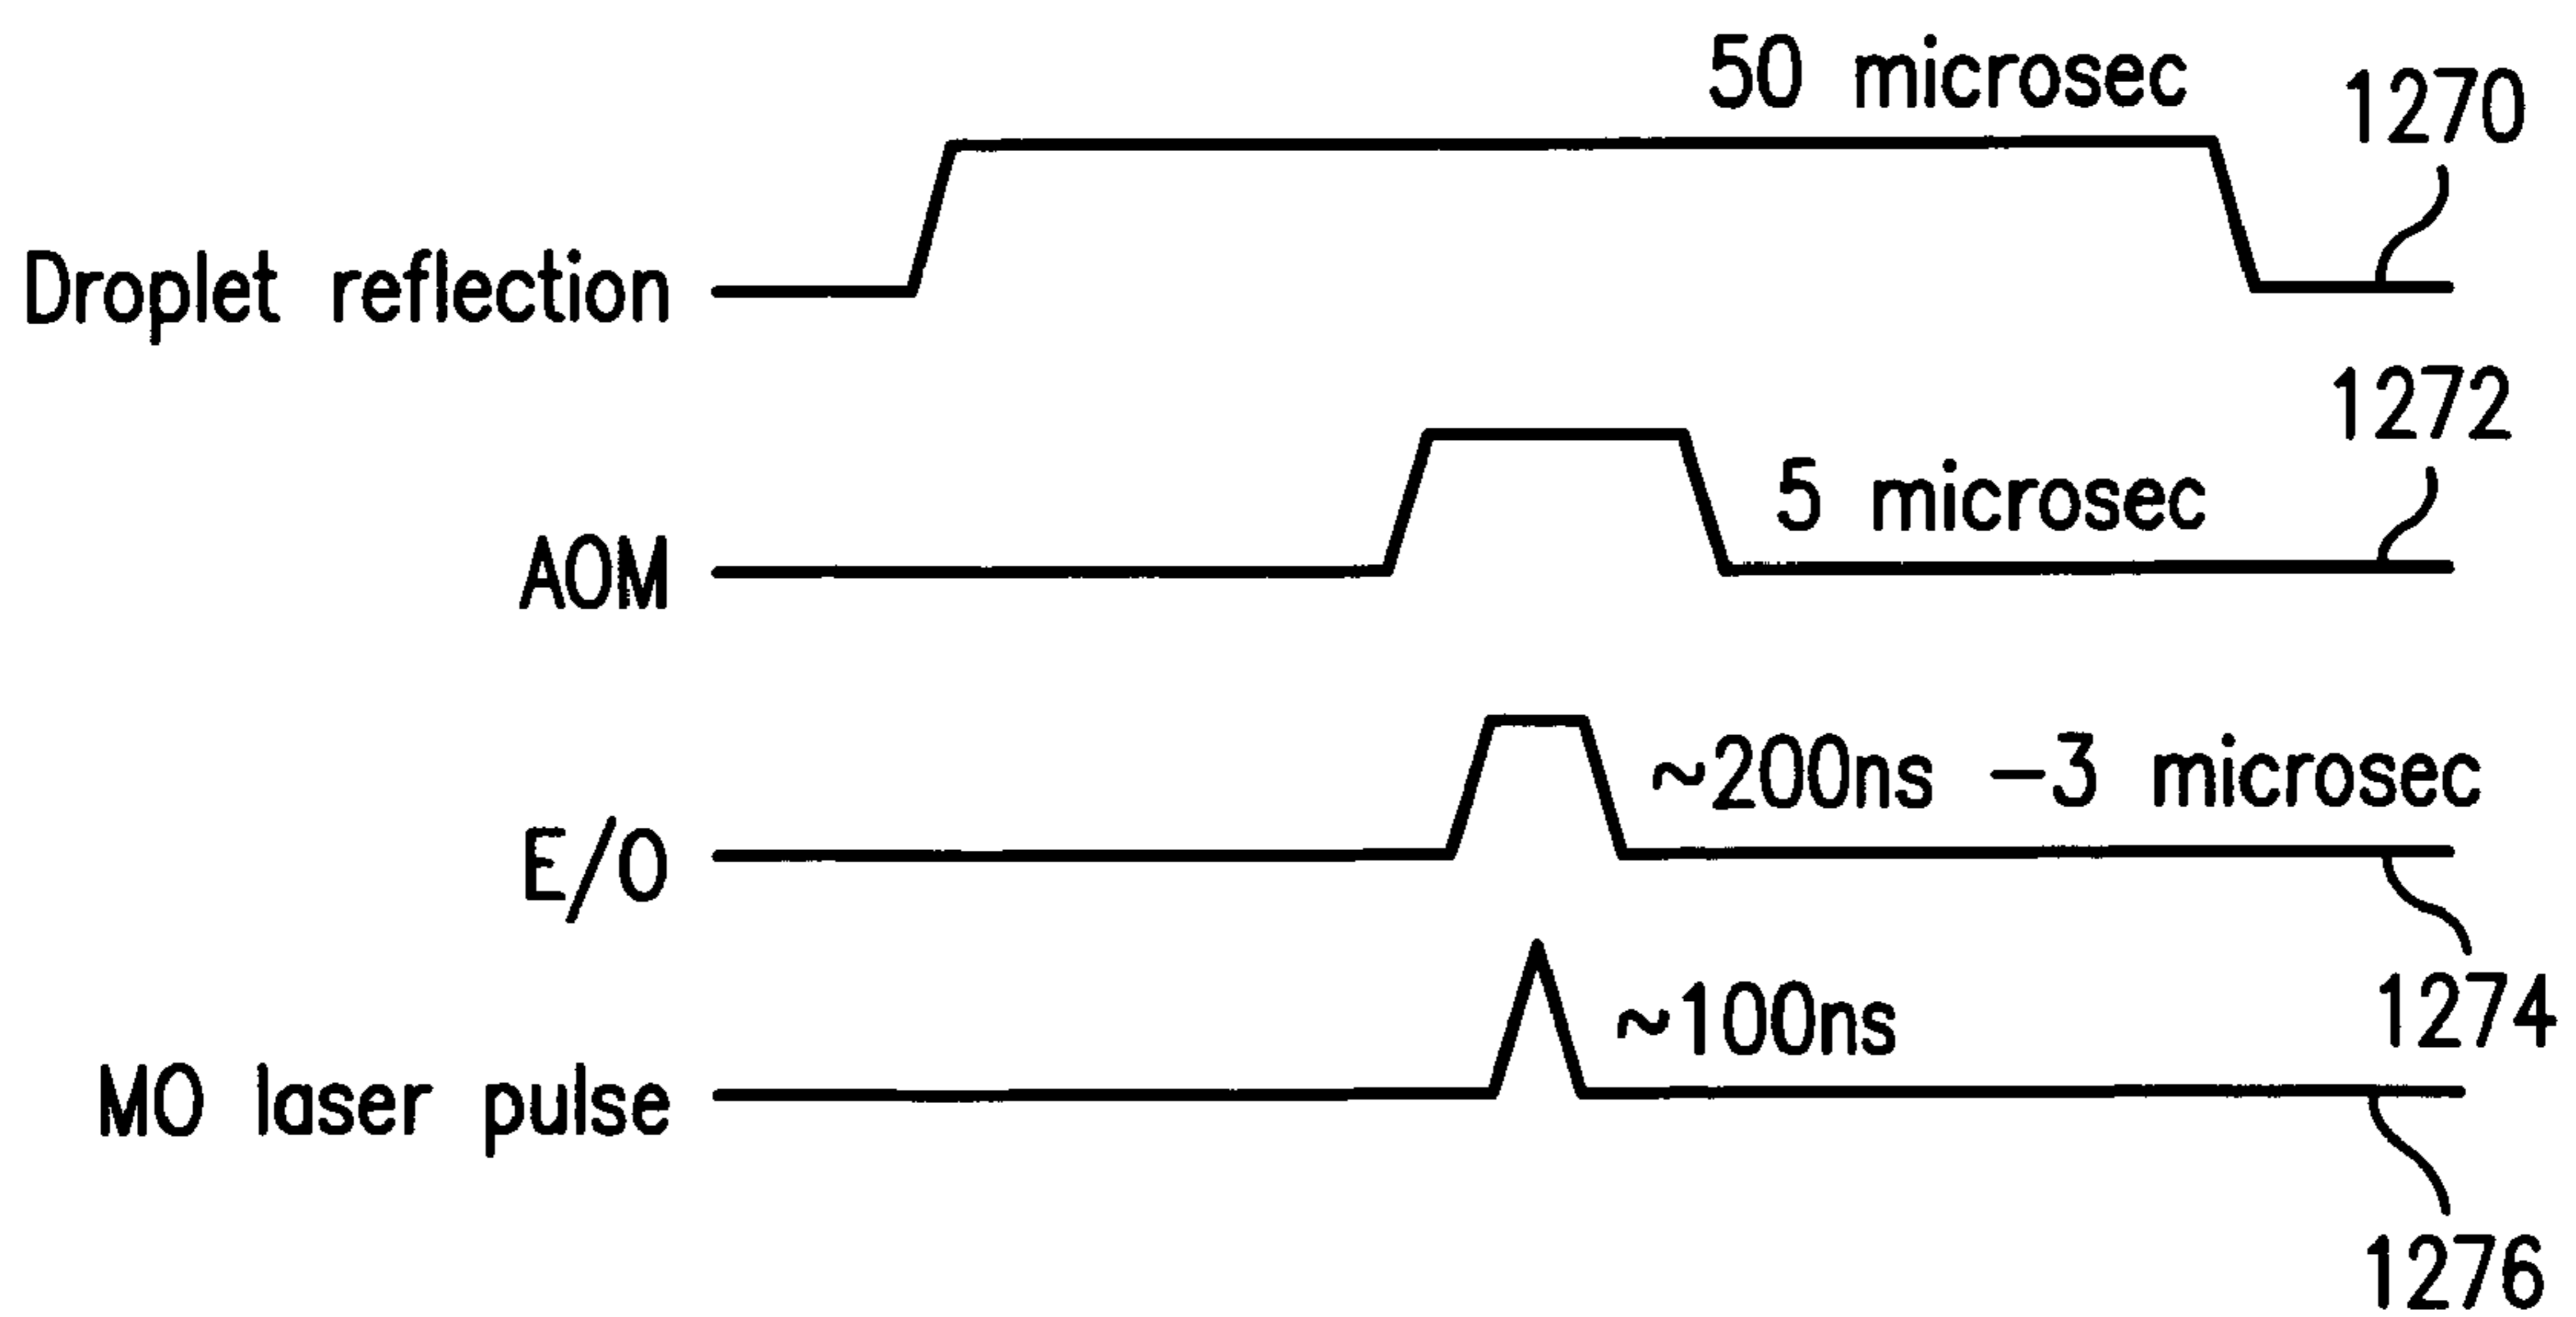 50 microsec
1270
Droplet reflection
1272
5 microsec
AOM
~200ns -3 microsec
E/O
1274
~100ns
MO laser pulse
1276